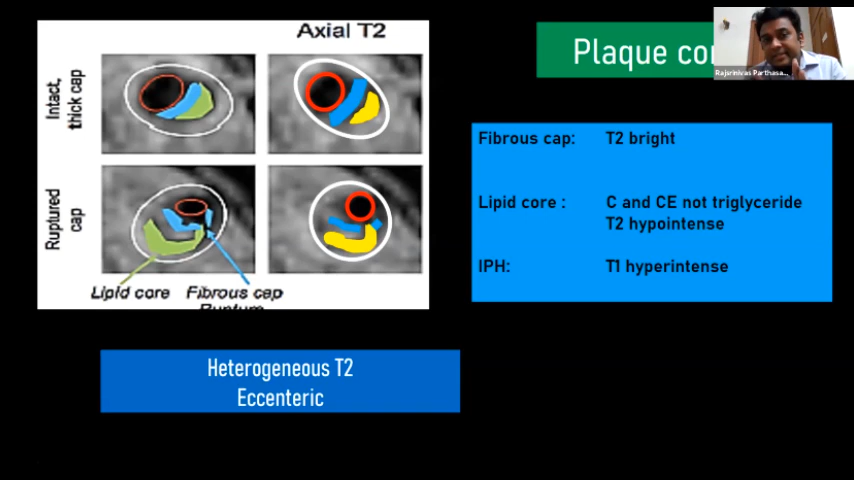 Axial T2
Plaque
Rajsrinivas Parthasa...
Intact,
thick cap
Fibrous cap: T2 bright
Lipid core : C and CE not triglyceride
T2 hypointense
IPH: T1 hyperintense
Ruptured
cap
Lipid core Fibrous cap
Heterogeneous T2
Eccenteric